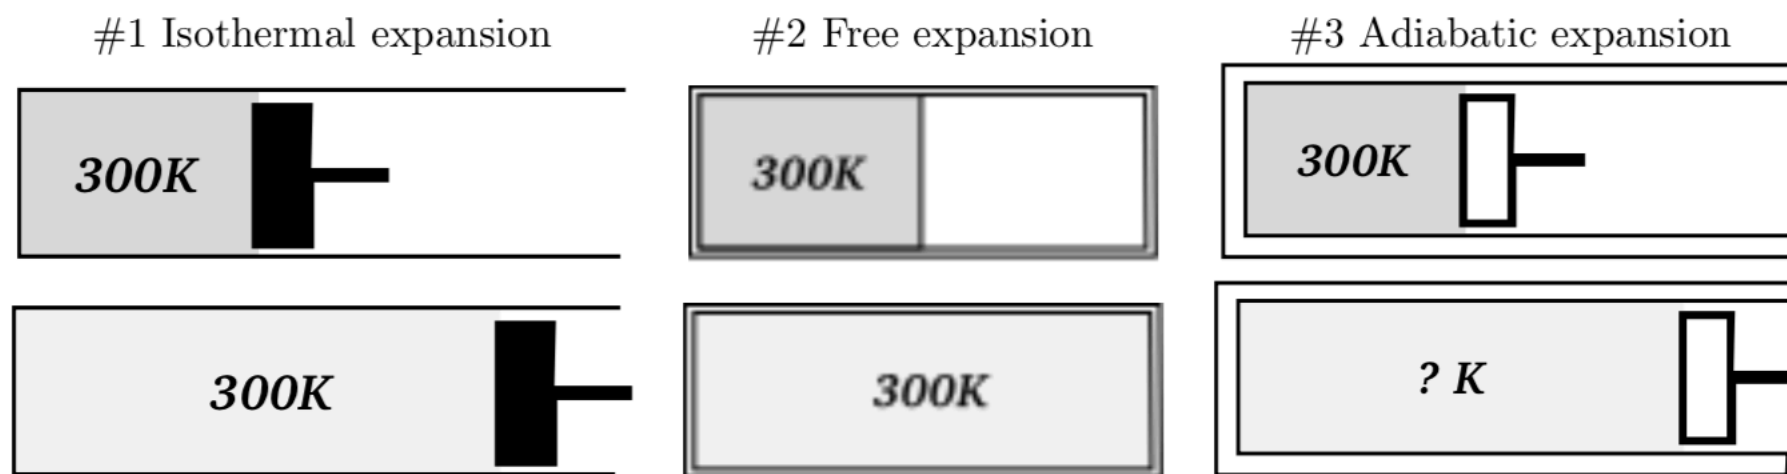 #1 Isothermal expansion
#2 Free expansion
#3 Adiabatic expansion
300K
300K
300K
300K
300K
? K